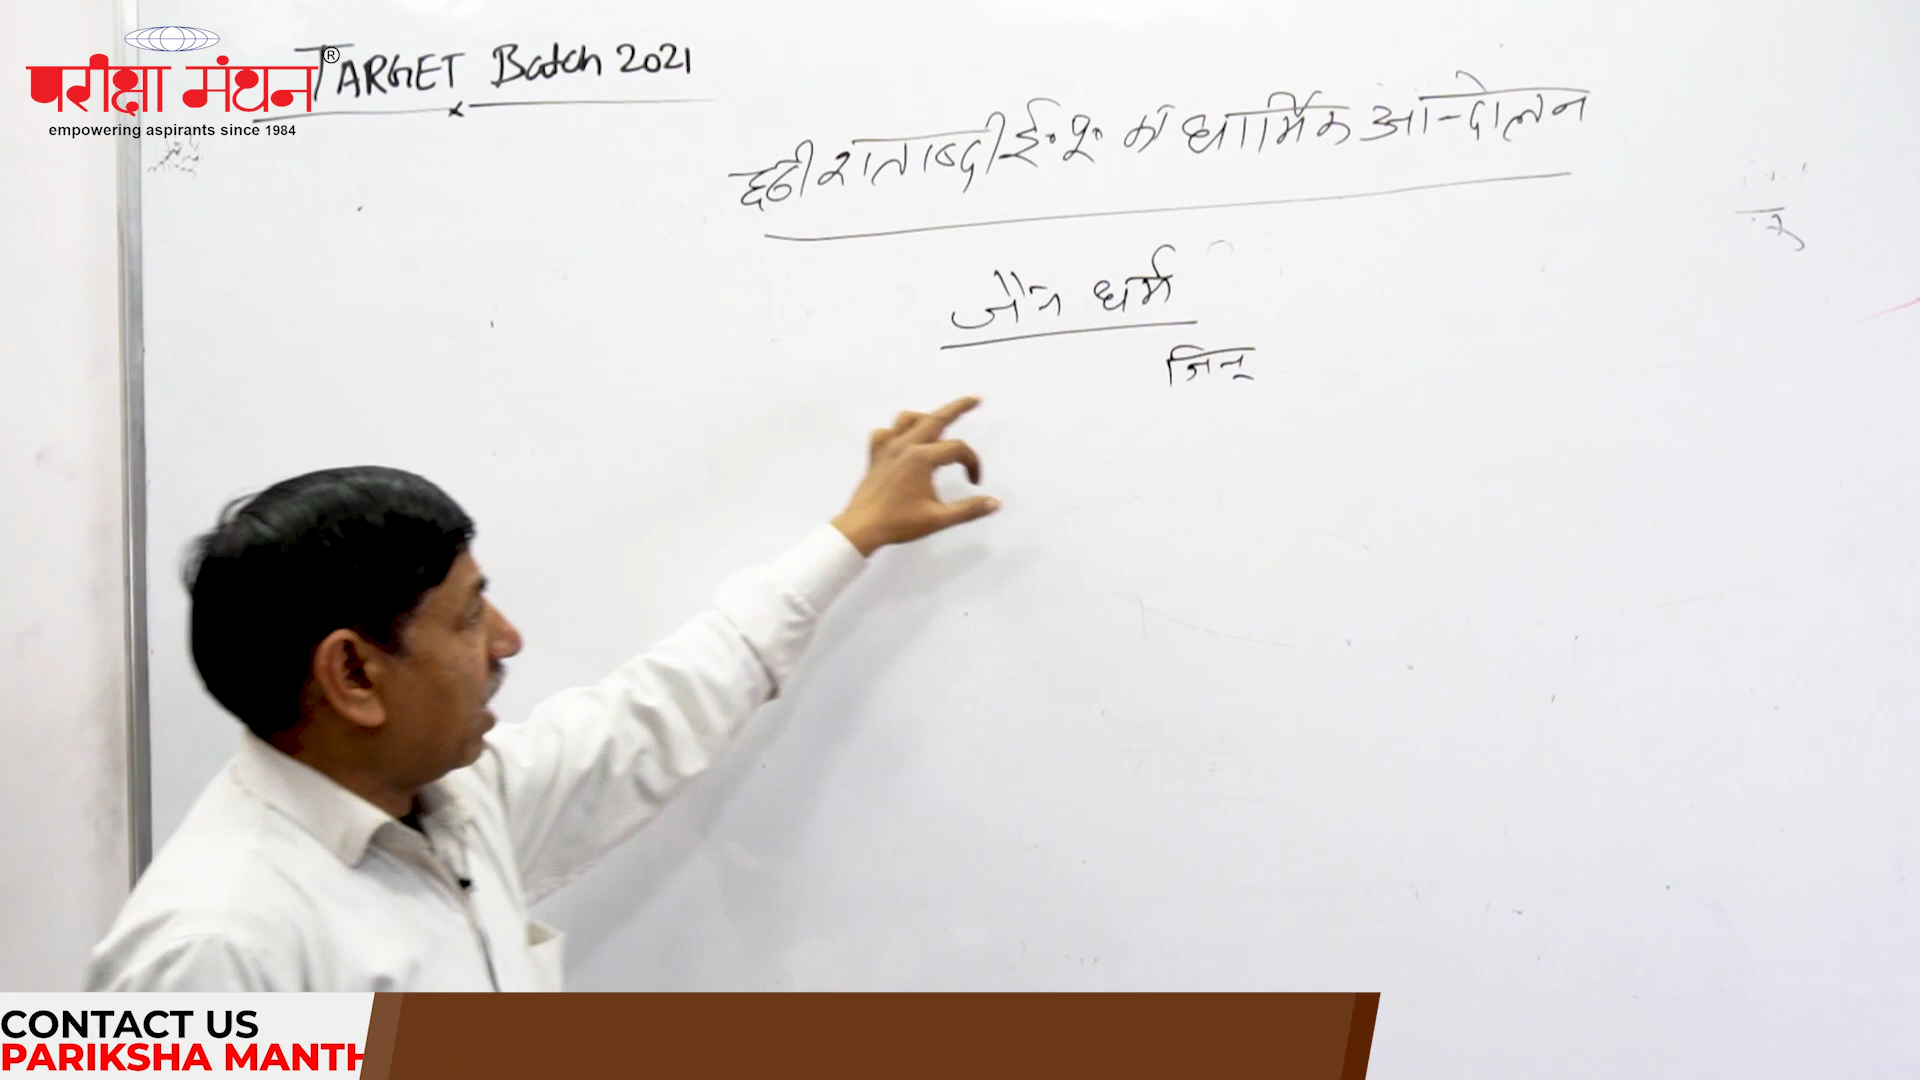 परीक्षा मंथन®
empowering aspirants since 1984
TARGET Batch 2021
छठी शताब्दी ई॰ पू॰ के धार्मिक आन्दोलन
जैन धर्म
जिन्
CONTACT US
PARIKSHA MANTH